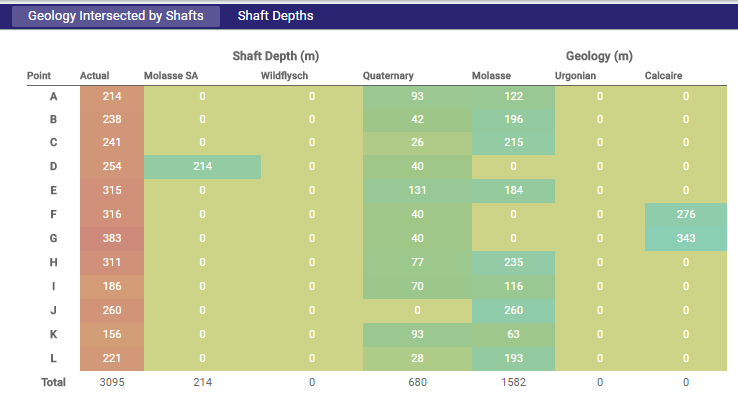 Geology Intersected by Shafts Shaft Depths
Shaft Depth (m) Geology (m)
Point Actual Molasse SA Wildflysch Quaternary Molasse Urgonian Calcaire
A 214 0 0 93 122 0 0
B 238 0 0 42 196 0 0
C 241 0 0 26 215 0 0
D 254 214 0 40 0 0 0
E 315 0 0 131 184 0 0
F 316 0 0 40 0 0 276
G 383 0 0 40 0 0 343
H 311 0 0 77 235 0 0
I 186 0 0 70 116 0 0
J 260 0 0 0 260 0 0
K 156 0 0 93 63 0 0
L 221 0 0 28 193 0 0
Total 3095 214 0 680 1582 0 0